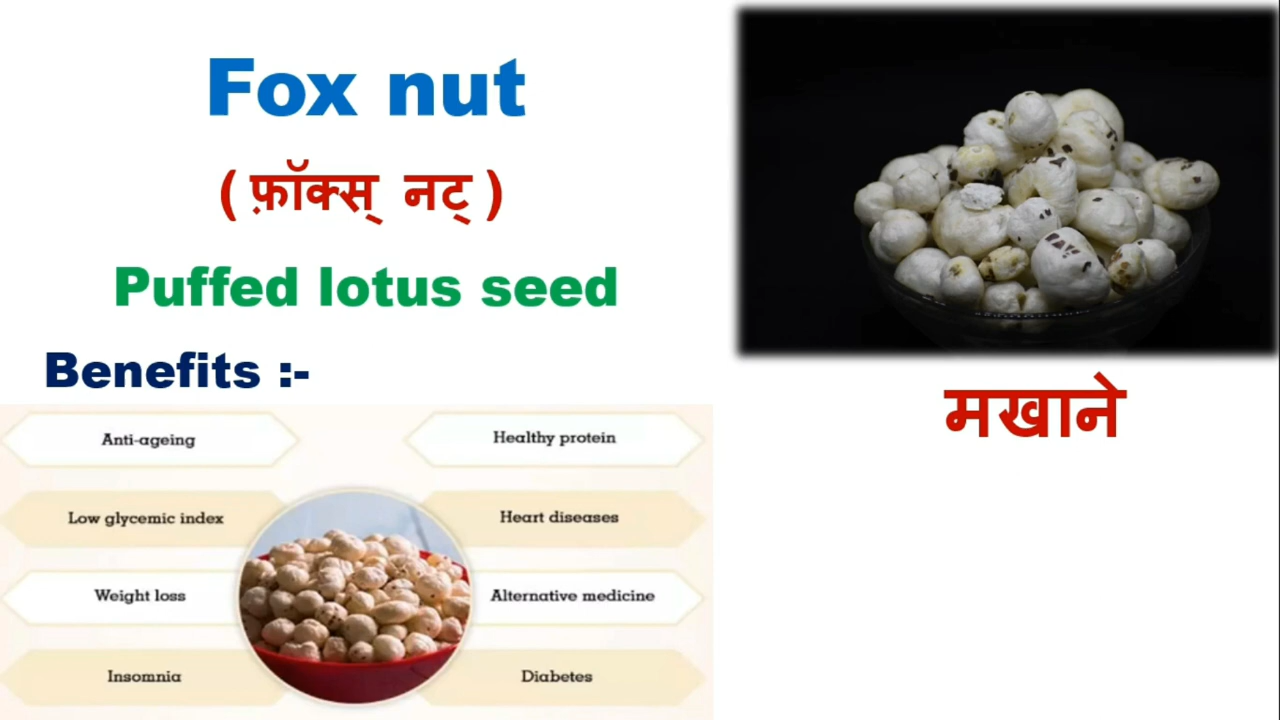 Fox nut
( फ़ॉक्स् नट् )
Puffed lotus seed
Benefits :-
Anti-ageing
Healthy protein
Low glycemic index
Heart diseases
Weight loss
Alternative medicine
Insomnia
Diabetes
मखाने